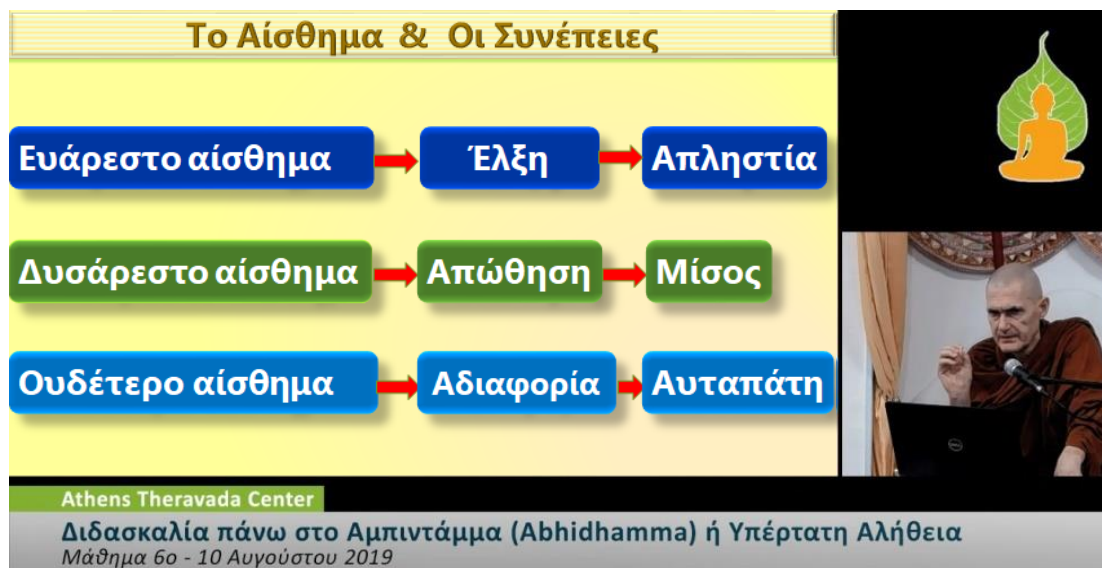 Το Αίσθημα & Οι Συνέπειες
Ευάρεστο αίσθημα Έλξη Απληστία
Δυσάρεστο αίσθημα Απώθηση Μίσος
Ουδέτερο αίσθημα Αδιαφορία Αυταπάτη
DELL
Athens Theravada Center
Διδασκαλία πάνω στο Αμπιντάμμα (Abhidhamma) ή Υπέρτατη Αλήθεια
Μάθημα 6ο - 10 Αυγούστου 2019